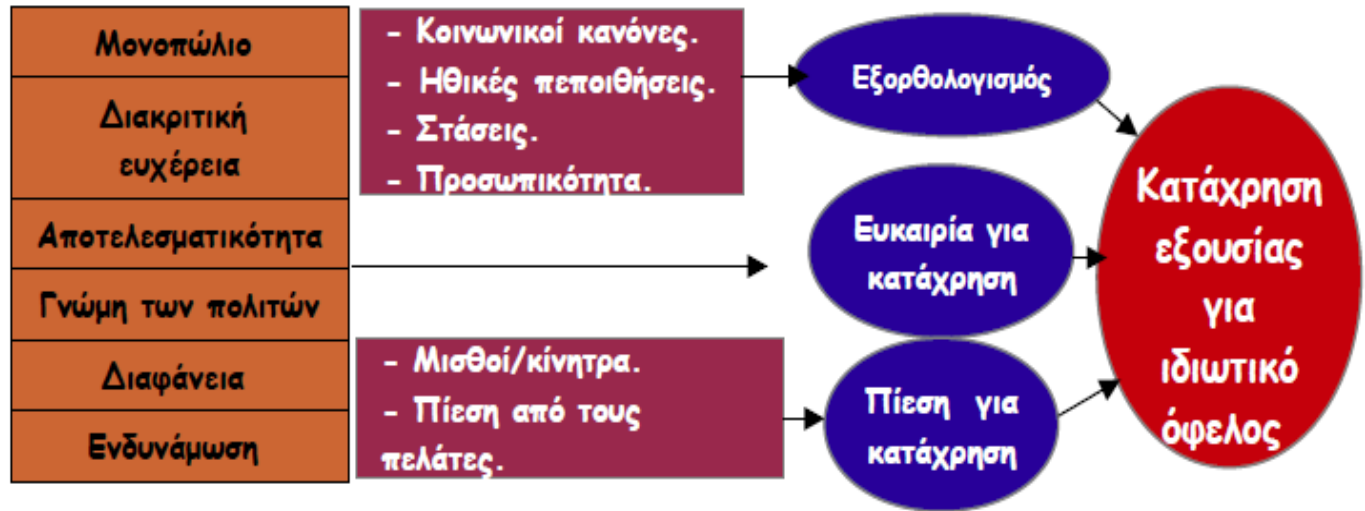 Μονοπώλιο
Διακριτική
ευχέρεια
Αποτελεσματικότητα
Γνώμη των πολιτών
Διαφάνεια
Ενδυνάμωση
- Κοινωνικοί κανόνες.
- Ηθικές πεποιθήσεις.
- Στάσεις.
- Προσωπικότητα.
- Μισθοί/κίνητρα.
- Πίεση από τους
πελάτες.
Εξορθολογισμός
Ευκαιρία για
κατάχρηση
Πίεση για
κατάχρηση
Κατάχρηση
εξουσίας
για
ιδιωτικό
όφελος